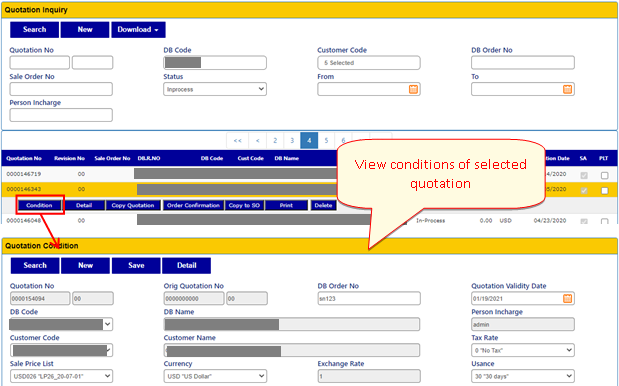 Quotation Inquiry
Search New Download
Quotation No DB Code Customer Code DB Order No
5 Selected
Sale Order No Status From To
Inprocess
Person Incharge
<< < 2 3 4 5 6
Quotation No Revision No Sale Order No DB.R.NO DB Code Cust Code DB Name ation Date SA PLT
0000146719 00 4/2020
0000146343 00 /2020
Condition Detail Copy Quotation Order Confirmation Copy to SO Print Delete
0000146048 00 In-Process 0.00 USD 04/23/2020
View conditions of selected
quotation
Quotation Condition
Search New Save Detail
Quotation No Orig Quotation No DB Order No Quotation Validity Date
0000154094 00 0000000000 00 sn123 01/19/2021
DB Code DB Name Person Incharge
admin
Customer Code Customer Name Tax Rate
0 "No Tax"
Sale Price List Currency Exchange Rate Usance
USD026 "LP26_20-07-01" USD "US Dollar" 1 30 "30 days"